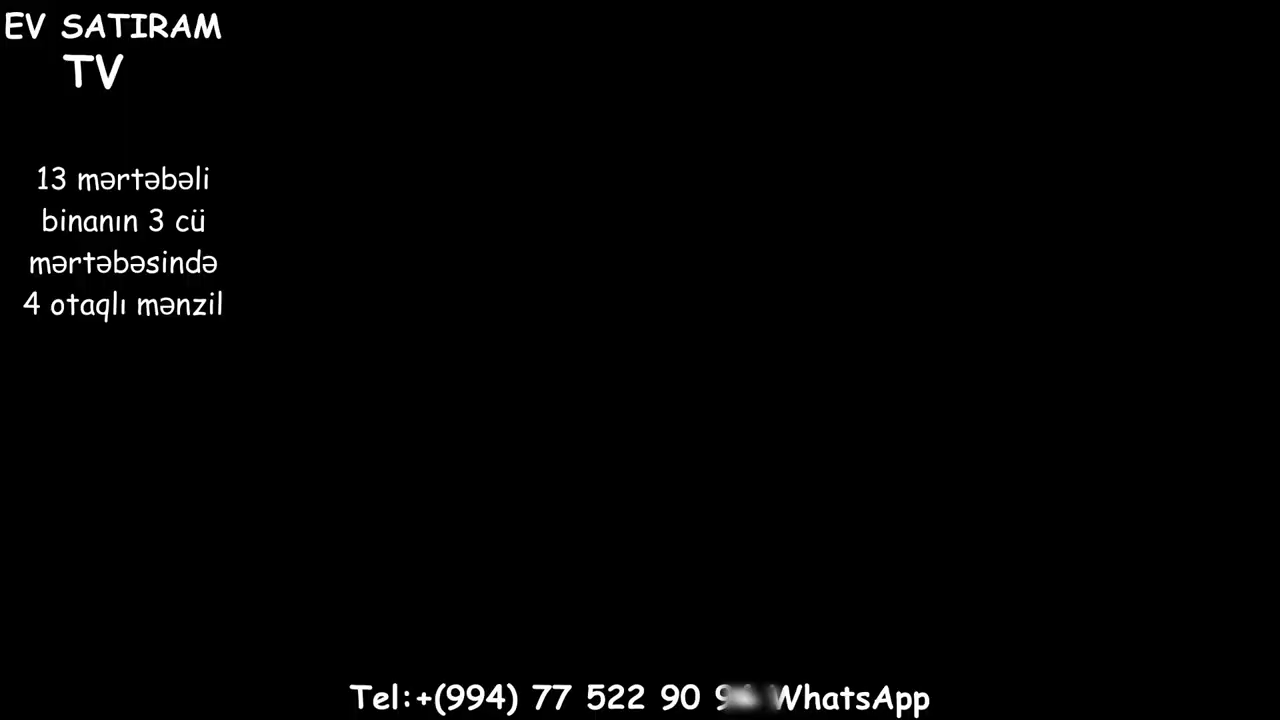 EV SATIRAM
TV
13 mərtəbəli
binanın 3 cü
mərtəbəsində
4 otaqlı mənzil
Tel:+(994) 77 522 90 WhatsApp